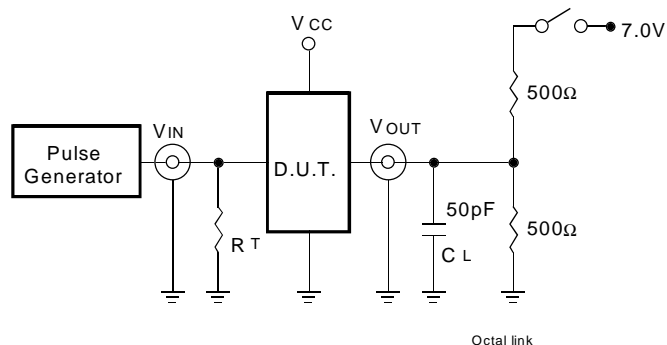 V CC
7.0V
500Ω
VIN
VOUT
Pulse
Generator
D.U.T.
50pF
500Ω
R T
C L
Octal link